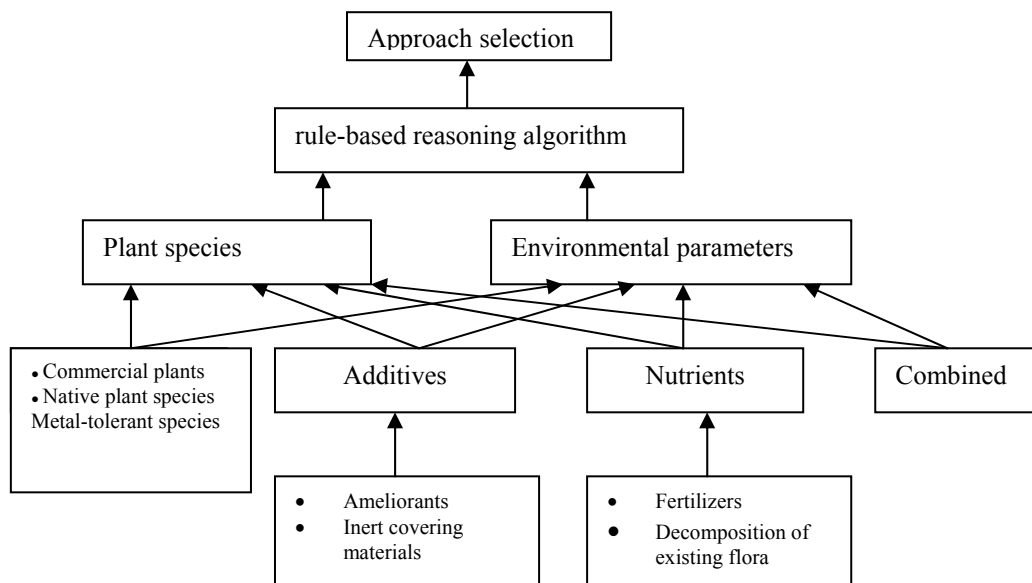 Approach selection
rule-based reasoning algorithm
Plant species
Environmental parameters
• Commercial plants
• Native plant species
Metal-tolerant species
Additives
Nutrients
Combined
• Ameliorants
• Inert covering
materials
• Fertilizers
• Decomposition of
existing flora